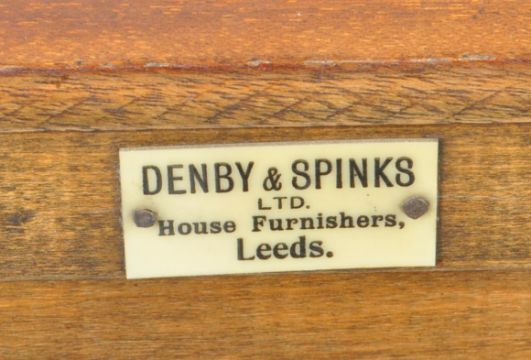 DENBY & SPINKS
LTD.
House Furnishers,
Leeds.